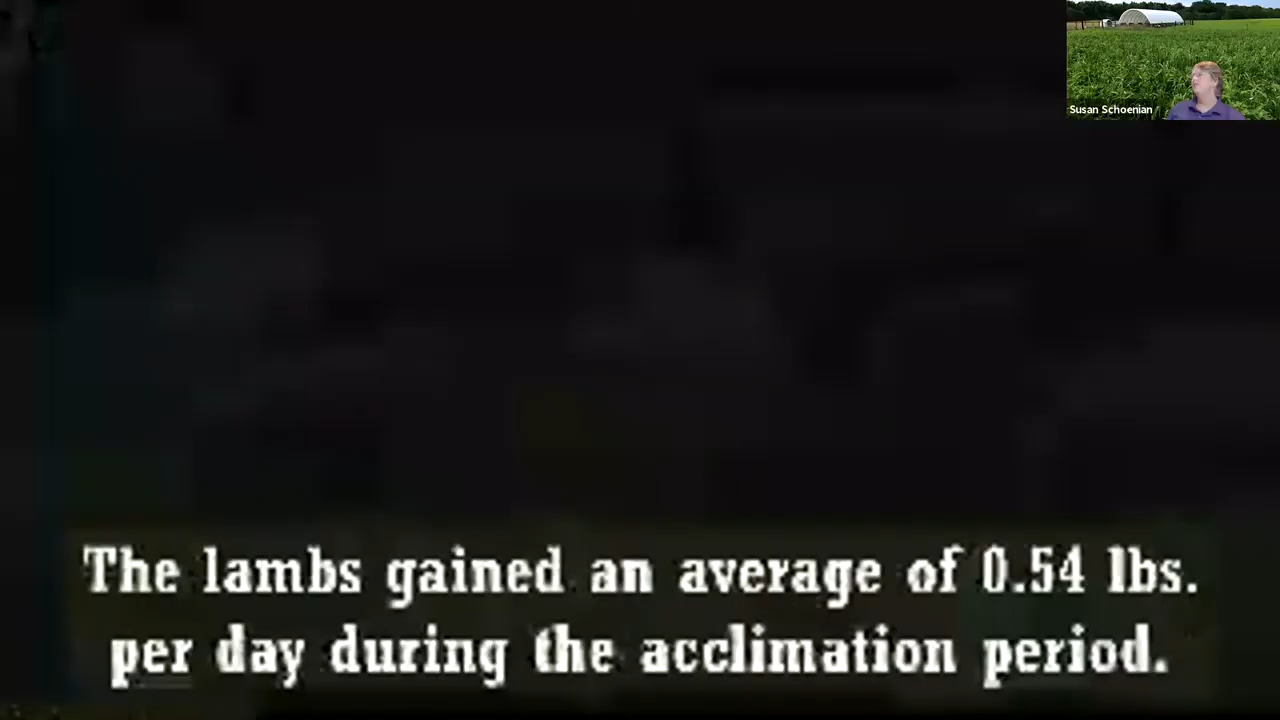 Susan Schoenian
The lambs gained an average of 0.54 lbs.
per day during the acclimation period.